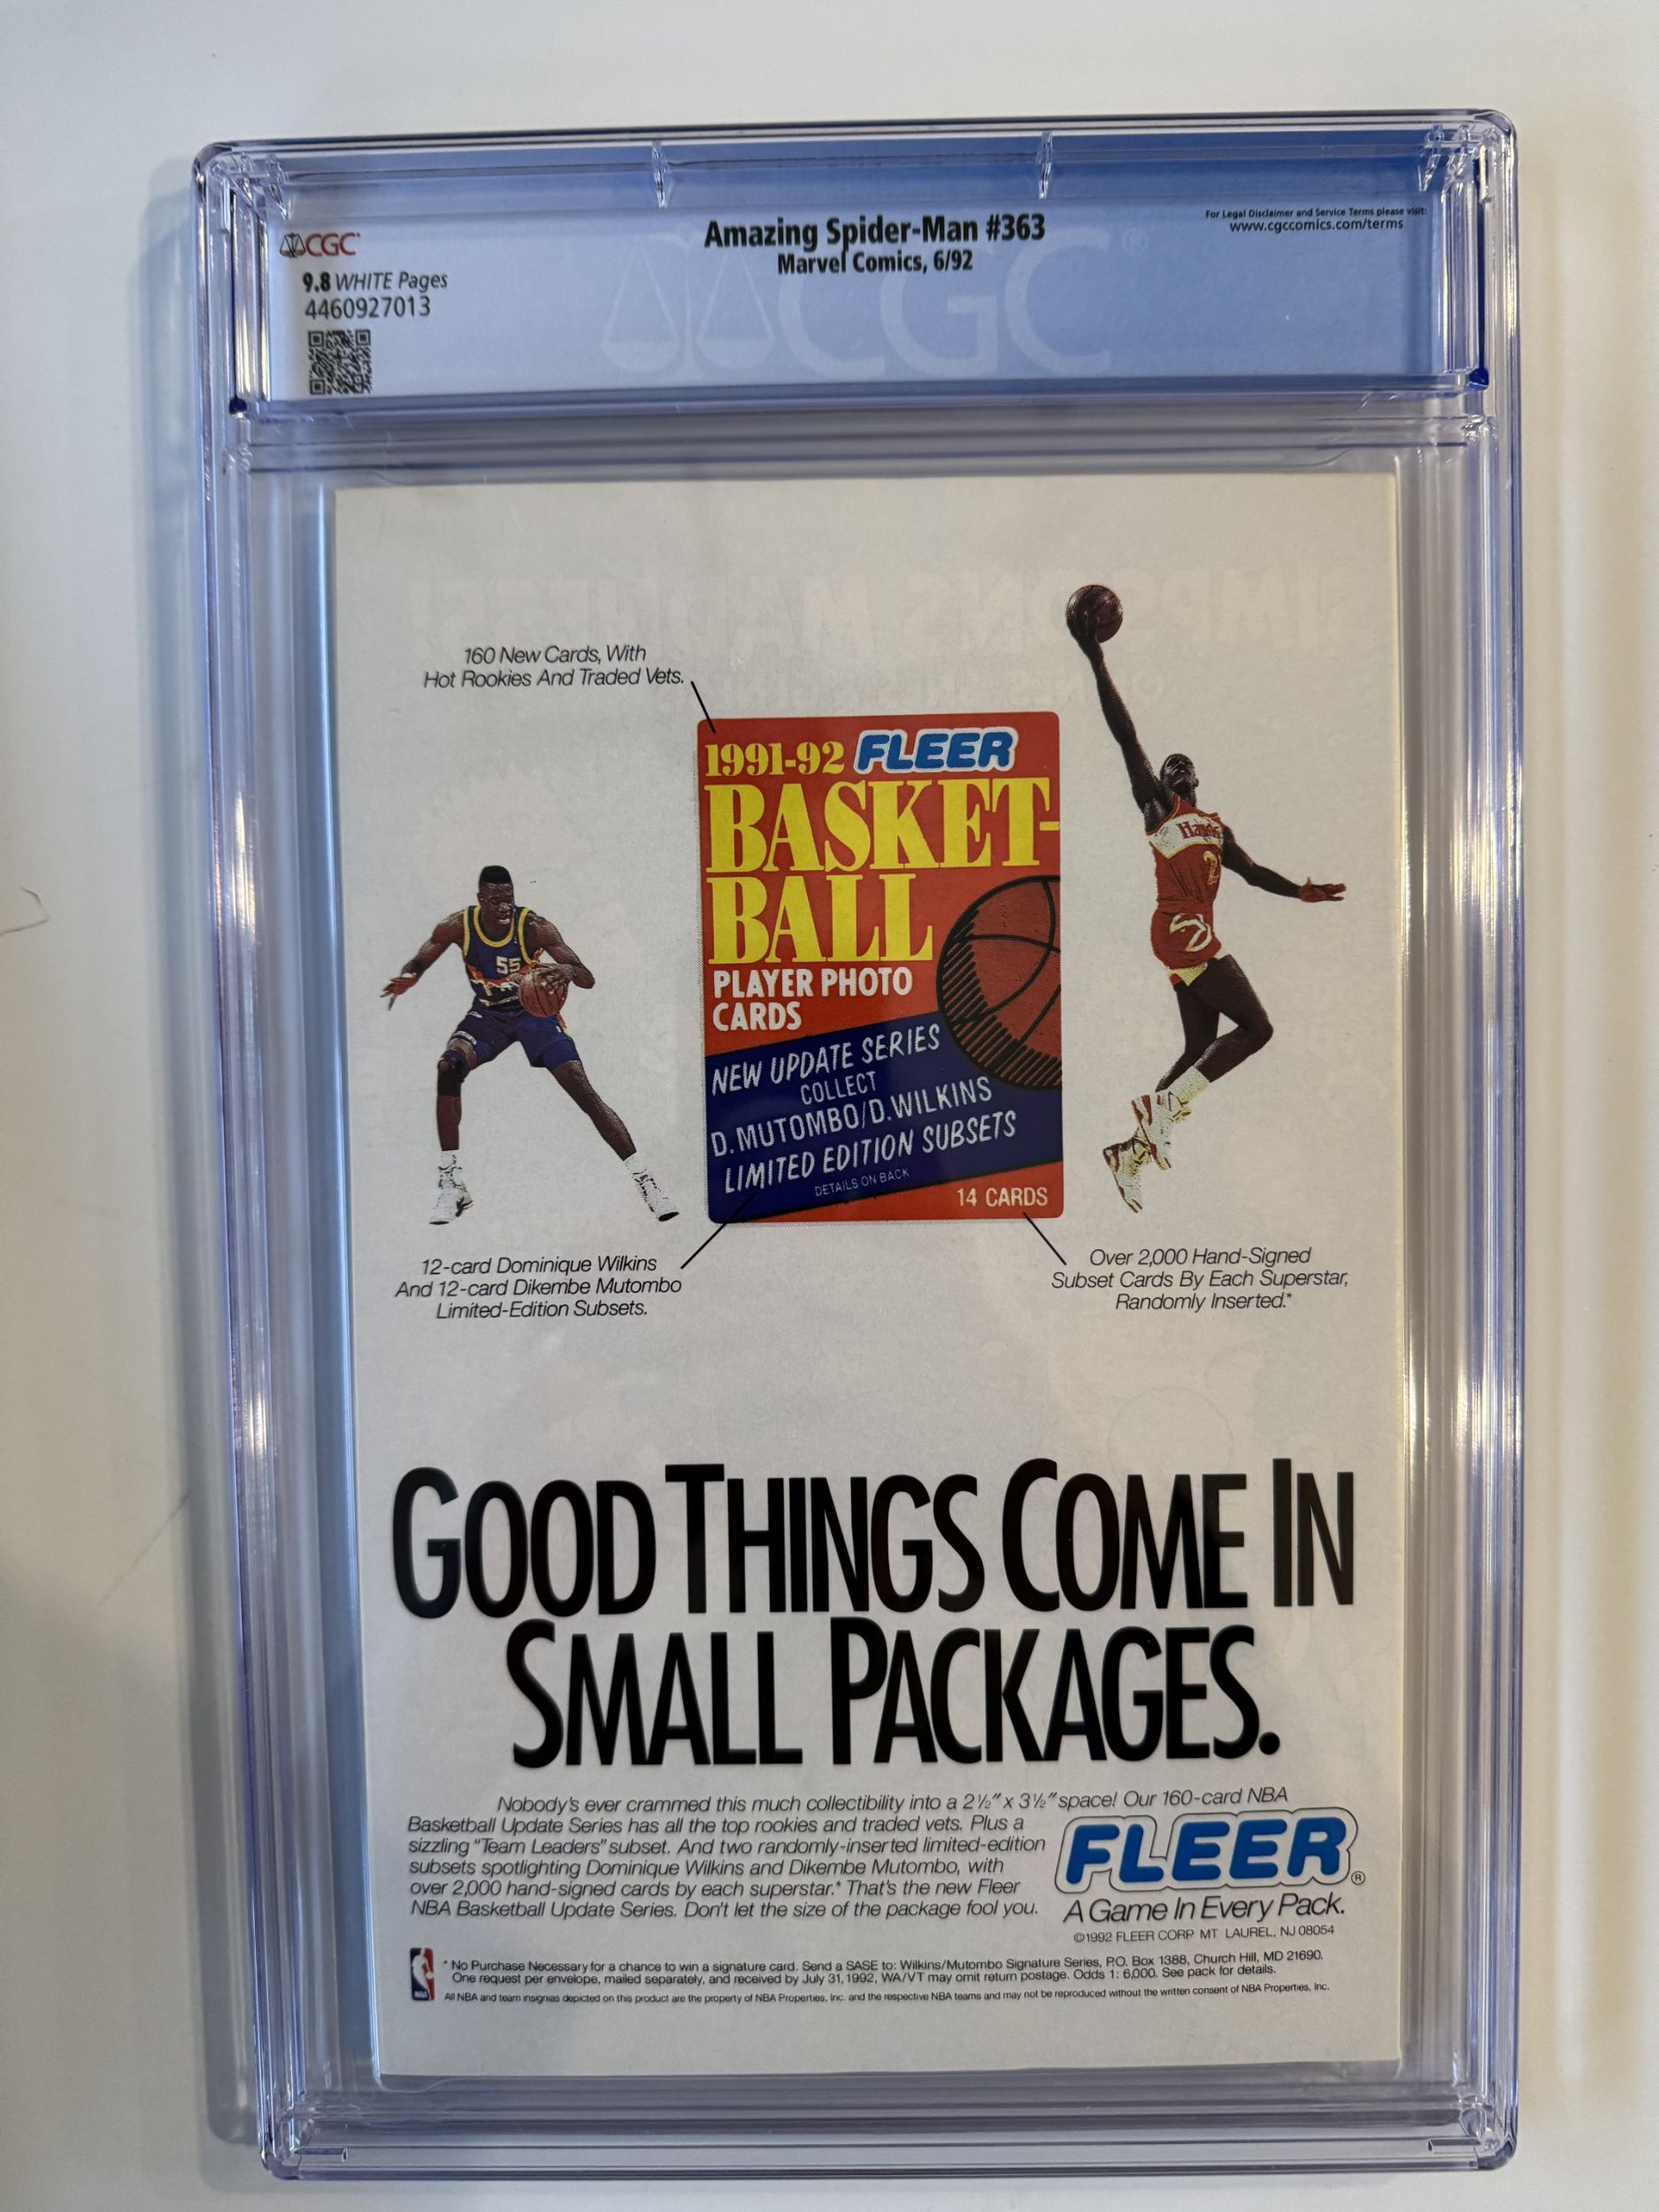 CGC
9.8 WHITE Pages
4460927013
Amazing Spider-Man #363
Marvel Comics, 6/92
For Legal Disclaimer and Service Terms please visit:
www.cgccomics.com/terms
CGC
160 New Cards, With
Hot Rookies And Traded Vets.
1991-92 FLEER
BASKET-
BALL
PLAYER PHOTO
CARDS
NEW UPDATE SERIES
COLLECT
D. MUTOMBO/D. WILKINS
LIMITED EDITION SUBSETS
DETAILS ON BACK
14 CARDS
55
Hawks
2
12-card Dominique Wilkins
And 12-card Dikembe Mutombo
Limited-Edition Subsets.
Over 2,000 Hand-Signed
Subset Cards By Each Superstar,
Randomly Inserted.*
GOOD THINGS COME IN
SMALL PACKAGES.
Nobody's ever crammed this much collectibility into a 2½" x 3½" space! Our 160-card NBA
Basketball Update Series has all the top rookies and traded vets. Plus a
sizzling "Team Leaders" subset. And two randomly-inserted limited-edition
subsets spotlighting Dominique Wilkins and Dikembe Mutombo, with
over 2,000 hand-signed cards by each superstar.* That's the new Fleer
NBA Basketball Update Series. Don't let the size of the package fool you.
FLEER®
A Game In Every Pack.
©1992 FLEER CORP. MT. LAUREL, NJ 08054
NBA
* No Purchase Necessary for a chance to win a signature card. Send a SASE to: Wilkins/Mutombo Signature Series, P.O. Box 1388, Church Hill, MD 21690.
One request per envelope, mailed separately, and received by July 31, 1992, WA/VT may omit return postage. Odds 1: 6,000. See pack for details.
All NBA and team insignias depicted on this product are the property of NBA Properties, Inc. and the respective NBA teams and may not be reproduced without the written consent of NBA Properties, Inc.